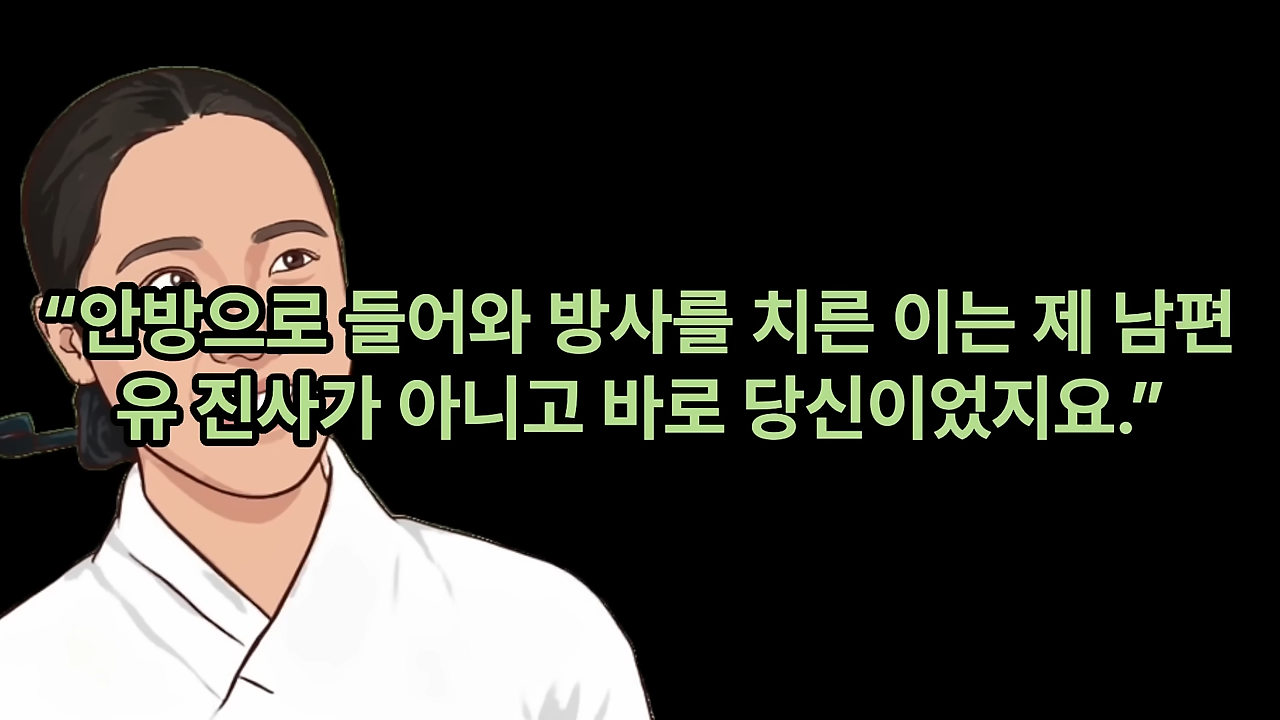 “안방으로 들어와 방사를 치른 이는 제 남편
유 진사가 아니고 바로 당신이었지요.”